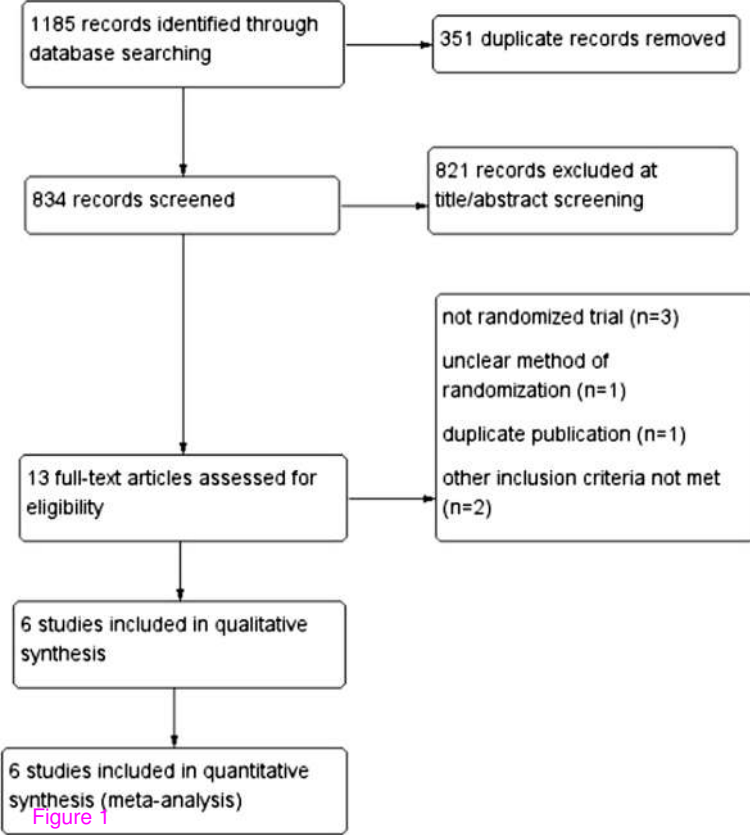 1185 records identified through
database searching
351 duplicate records removed
834 records screened
821 records excluded at
title/abstract screening
not randomized trial (n=3)
unclear method of
randomization (n=1)
duplicate publication (n=1)
other inclusion criteria not met
(n=2)
13 full-text articles assessed for
eligibility
6 studies included in qualitative
synthesis
6 studies included in quantitative
synthesis (meta-analysis)
Figure 1